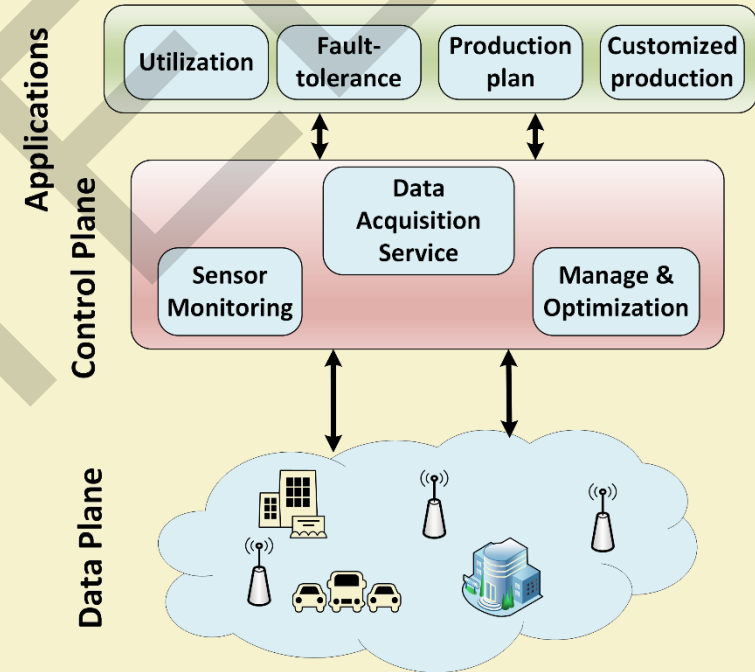 Applications
Utilization
Fault-
tolerance
Production
plan
Customized
production
Control Plane
Data
Acquisition
Service
Sensor
Monitoring
Manage &
Optimization
Data Plane